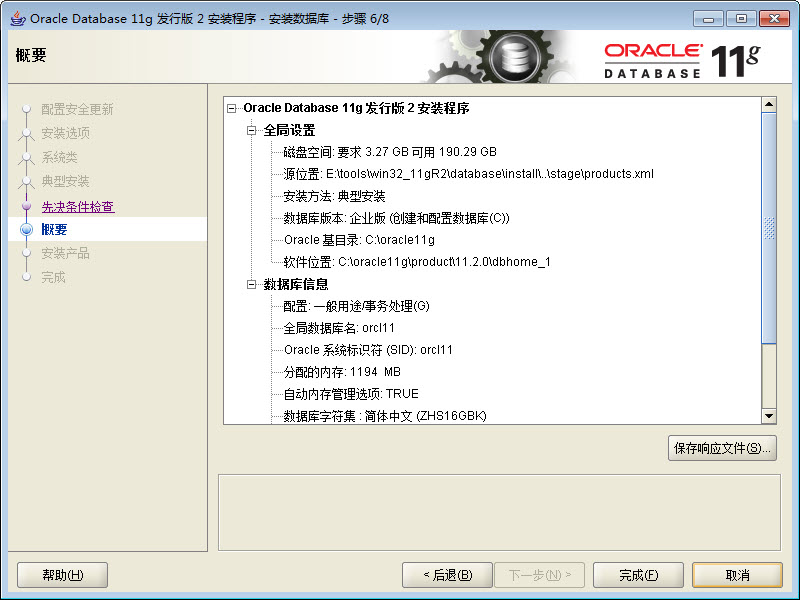 Oracle Database 11g 发行版 2 安装程序 - 安装数据库 - 步骤 6/8
概要
ORACLE
DATABASE 11g
配置安全更新
安装选项
系统类
典型安装
先决条件检查
概要
安装产品
完成
Oracle Database 11g 发行版 2 安装程序
全局设置
磁盘空间: 要求 3.27 GB 可用 190.29 GB
源位置: E:\tools\win32_11gR2\database\install\..\stage\products.xml
安装方法: 典型安装
数据库版本: 企业版 (创建和配置数据库(C))
Oracle 基目录: C:\oracle11g
软件位置: C:\oracle11g\product\11.2.0\dbhome_1
数据库信息
配置: 一般用途/事务处理(G)
全局数据库名: orcl11
Oracle 系统标识符 (SID): orcl11
分配的内存: 1194 MB
自动内存管理选项: TRUE
数据库字符集 : 简体中文 (ZHS16GBK)
保存响应文件(S)...
帮助(H)
< 后退(B)
下一步(N) >
完成(F)
取消